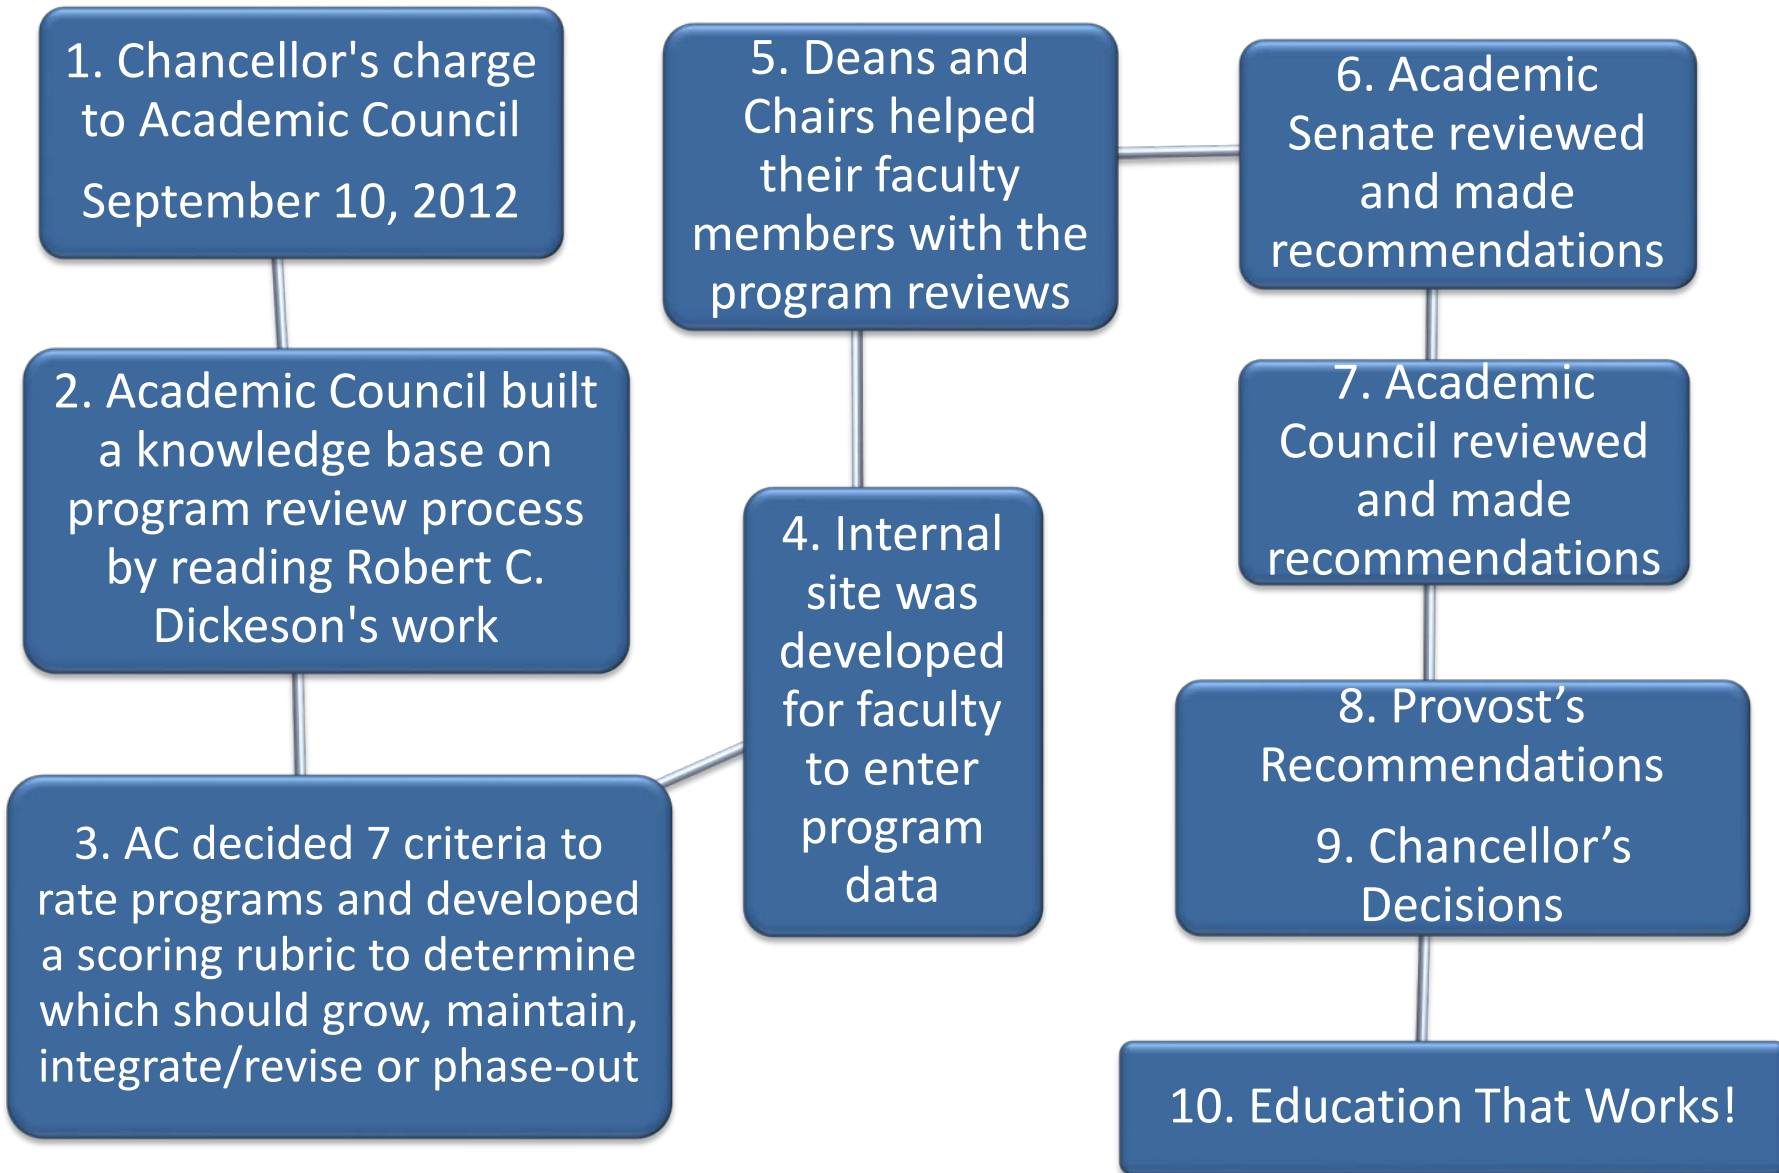 1. Chancellor's charge
to Academic Council
September 10, 2012
2. Academic Council built
a knowledge base on
program review process
by reading Robert C.
Dickeson's work
3. AC decided 7 criteria to
rate programs and developed
a scoring rubric to determine
which should grow, maintain,
integrate/revise or phase-out
4. Internal
site was
developed
for faculty
to enter
program
data
5. Deans and
Chairs helped
their faculty
members with the
program reviews
6. Academic
Senate reviewed
and made
recommendations
7. Academic
Council reviewed
and made
recommendations
8. Provost’s
Recommendations
9. Chancellor’s
Decisions
10. Education That Works!